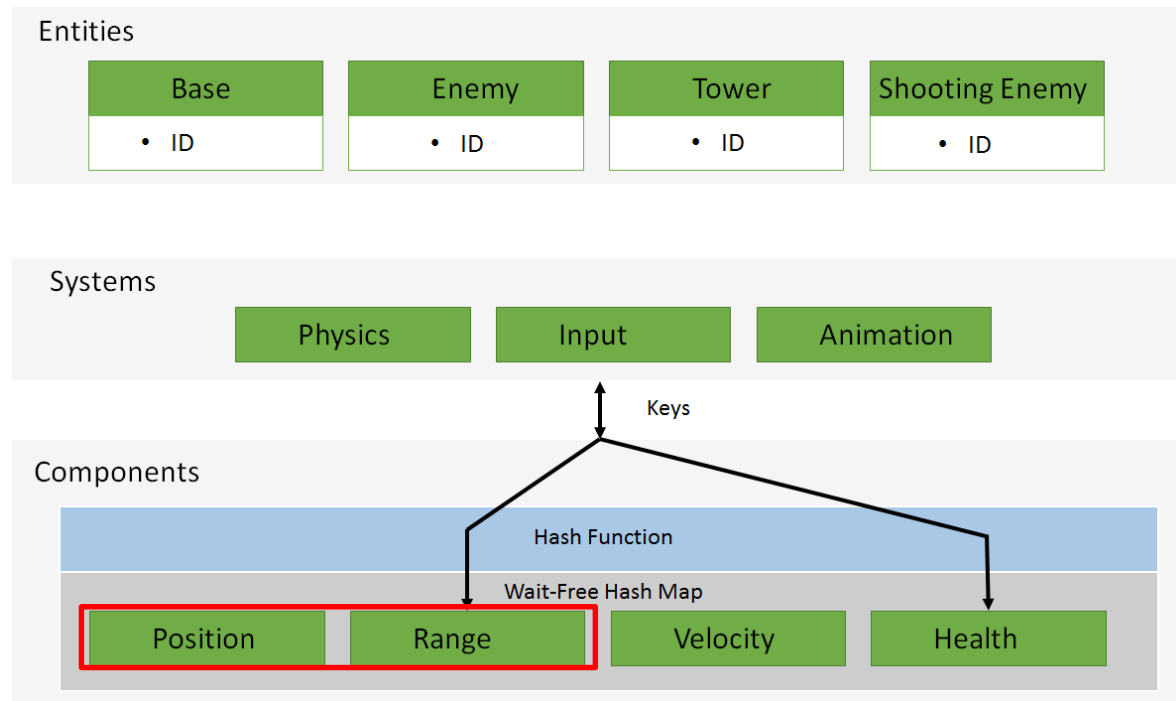 Entities
Base
Enemy
Tower
Shooting Enemy
• ID
• ID
• ID
• ID
Systems
Physics
Input
Animation
Keys
Components
Hash Function
Wait-Free Hash Map
Position
Range
Velocity
Health